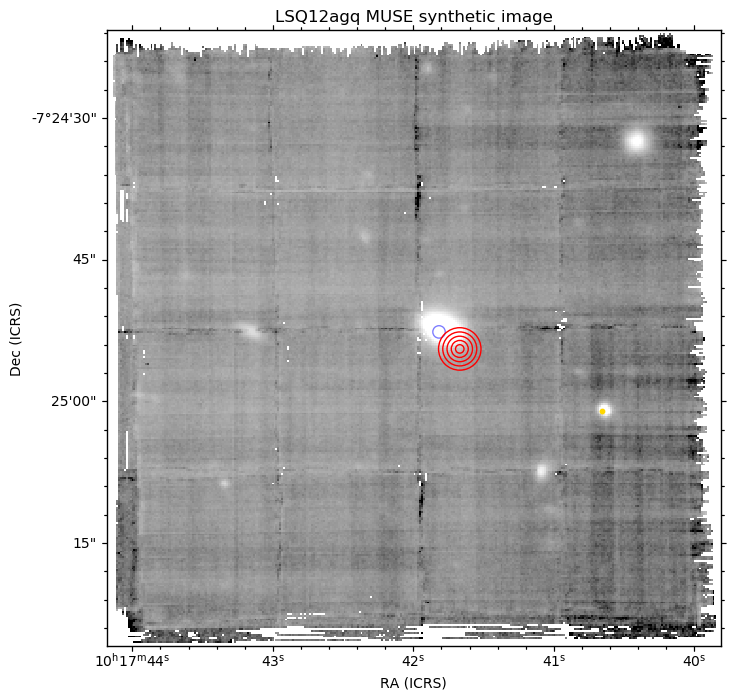 LSQ12agq MUSE synthetic image
-7°24'30"
45"
25'00"
15"
Dec (ICRS)
10ʰ17ᵐ44ˢ
43ˢ
42ˢ
41ˢ
40ˢ
RA (ICRS)